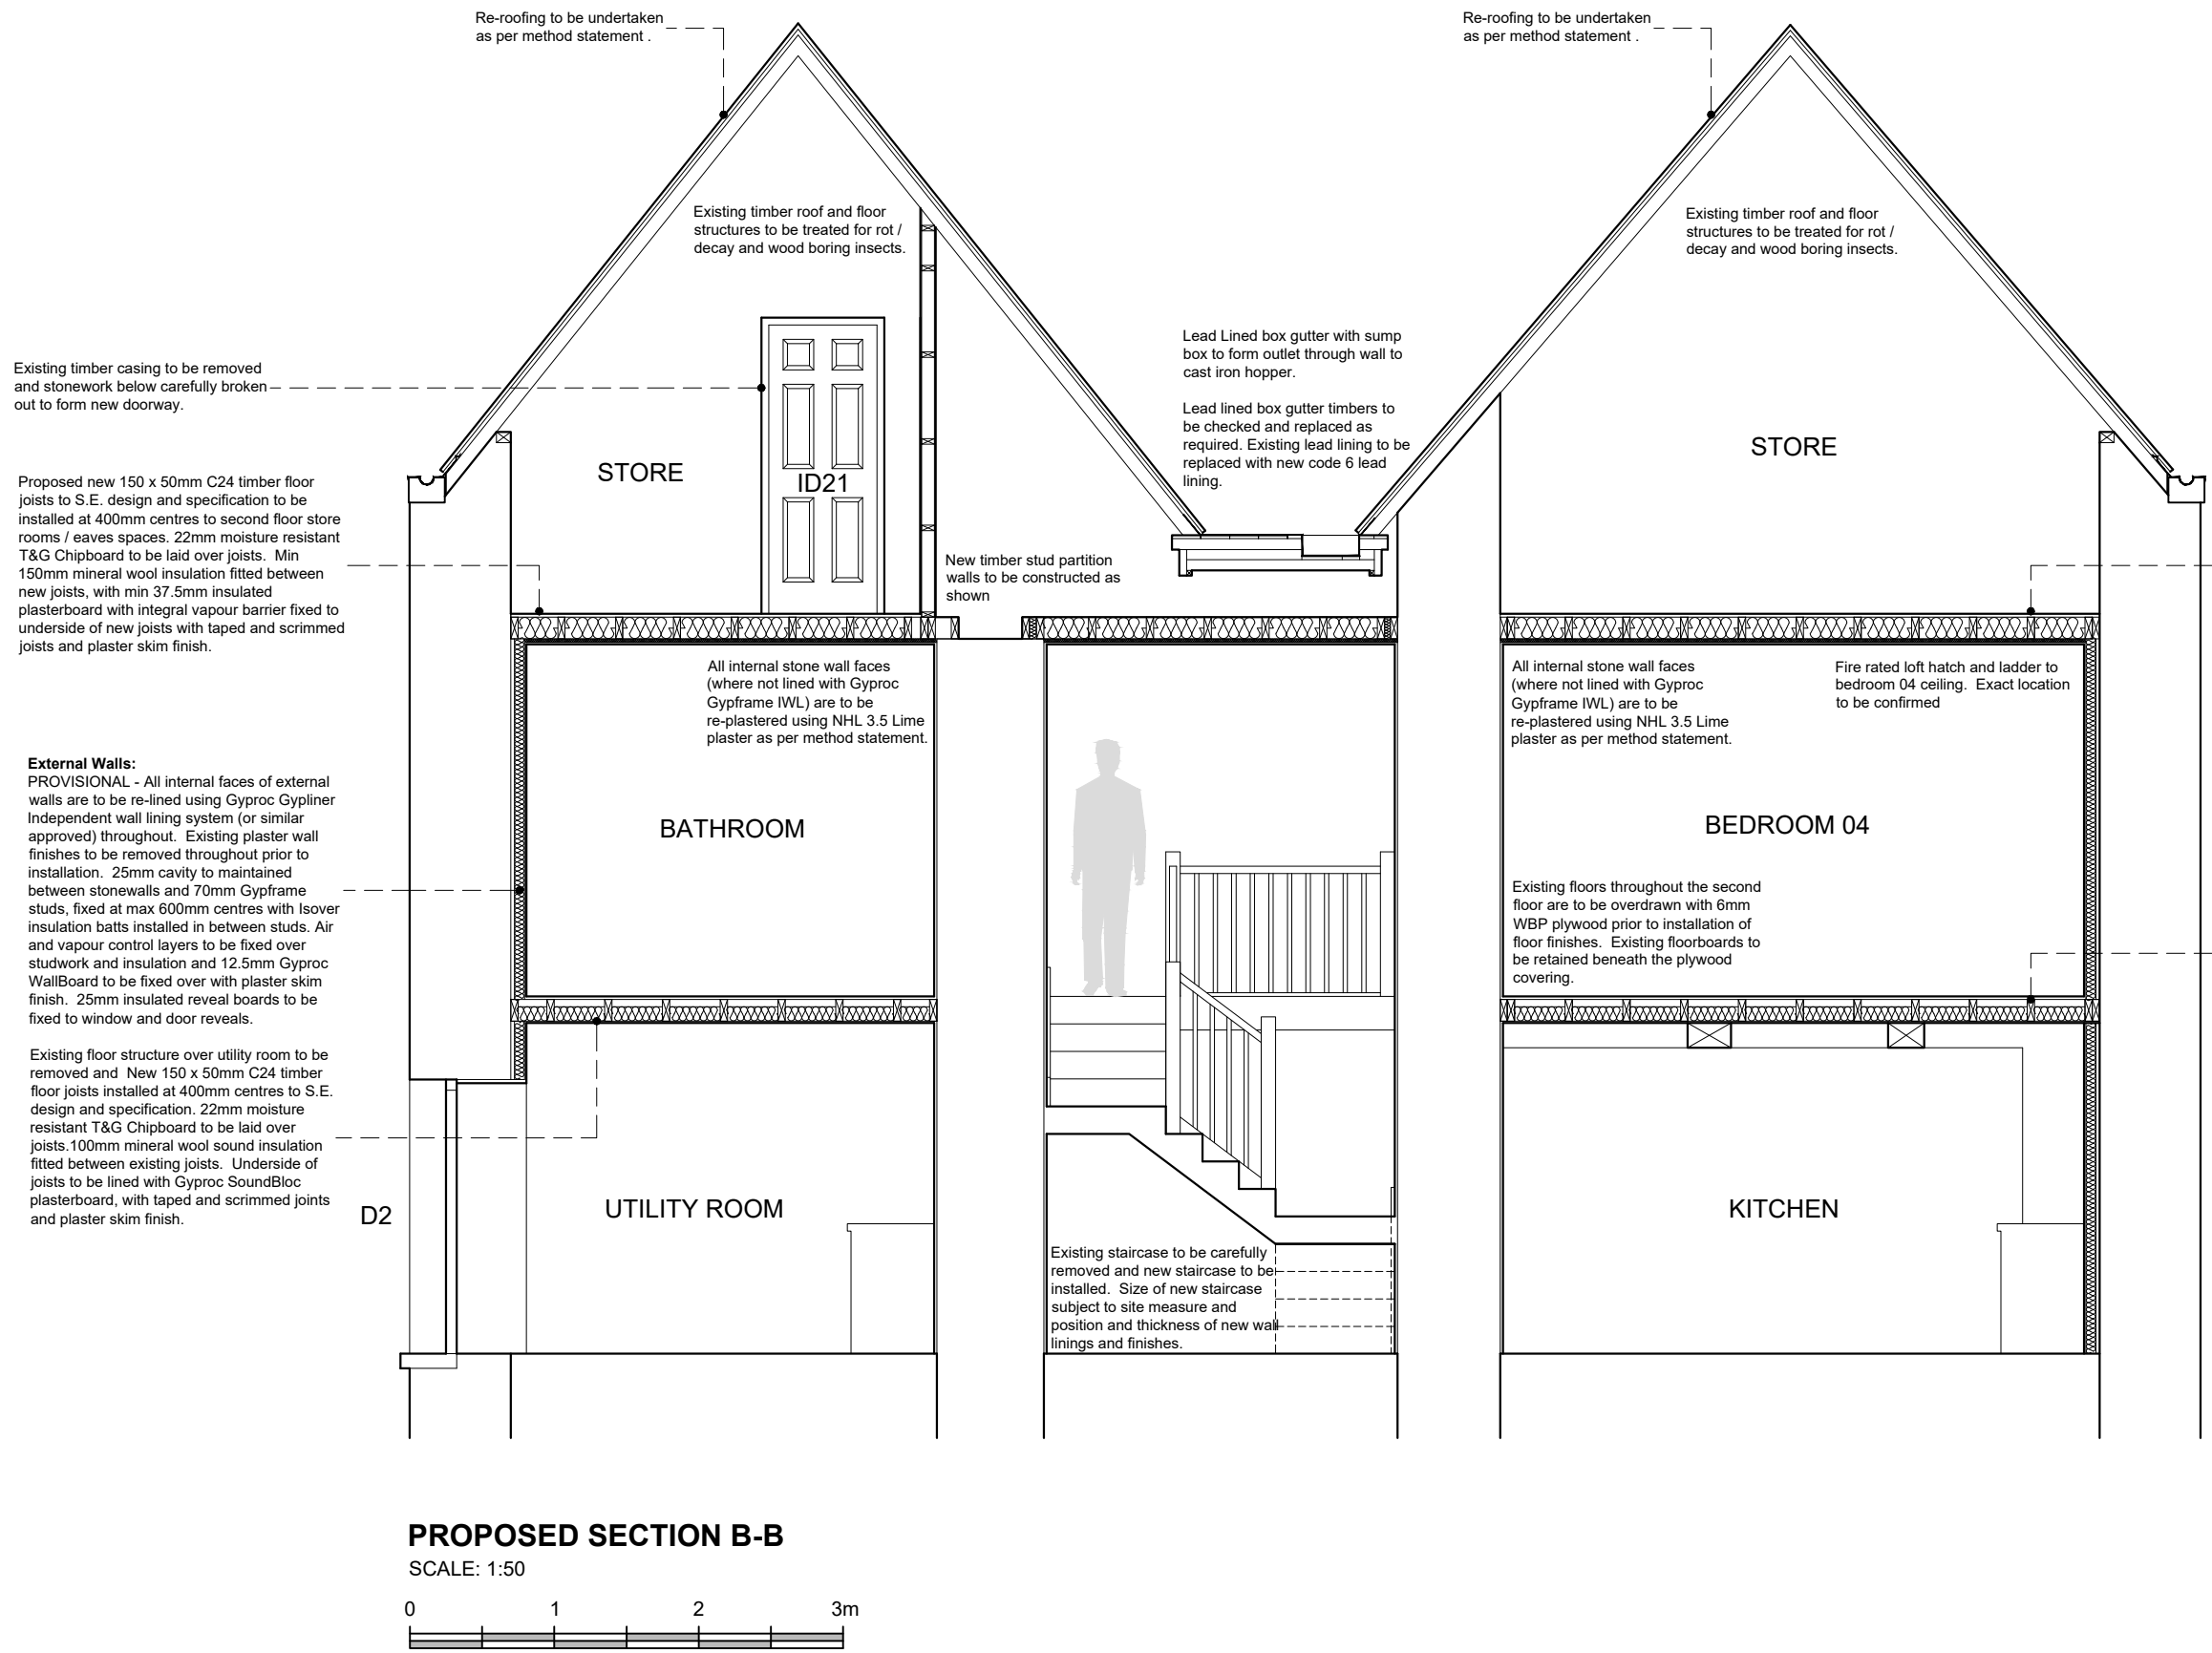 Re-roofing to be undertaken
as per method statement .
Re-roofing to be undertaken
as per method statement .
Existing timber roof and floor
structures to be treated for rot /
decay and wood boring insects.
Existing timber roof and floor
structures to be treated for rot /
decay and wood boring insects.
Lead Lined box gutter with sump
box to form outlet through wall to
cast iron hopper.
Lead lined box gutter timbers to
be checked and replaced as
required. Existing lead lining to be
replaced with new code 6 lead
lining.
Existing timber casing to be removed
and stonework below carefully broken
out to form new doorway.
STORE
ID21
STORE
Proposed new 150 x 50mm C24 timber floor
joists to S.E. design and specification to be
installed at 400mm centres to second floor store
rooms / eaves spaces. 22mm moisture resistant
T&G Chipboard to be laid over joists.  Min
150mm mineral wool insulation fitted between
new joists, with min 37.5mm insulated
plasterboard with integral vapour barrier fixed to
underside of new joists with taped and scrimmed
joists and plaster skim finish.
New timber stud partition
walls to be constructed as
shown
All internal stone wall faces
(where not lined with Gyproc
Gypframe IWL) are to be
re-plastered using NHL 3.5 Lime
plaster as per method statement.
All internal stone wall faces
(where not lined with Gyproc
Gypframe IWL) are to be
re-plastered using NHL 3.5 Lime
plaster as per method statement.
Fire rated loft hatch and ladder to
bedroom 04 ceiling.  Exact location
to be confirmed
External Walls:
PROVISIONAL - All internal faces of external
walls are to be re-lined using Gyproc Gypliner
Independent wall lining system (or similar
approved) throughout.  Existing plaster wall
finishes to be removed throughout prior to
installation.  25mm cavity to maintained
between stonewalls and 70mm Gypframe
studs, fixed at max 600mm centres with Isover
insulation batts installed in between studs. Air
and vapour control layers to be fixed over
studwork and insulation and 12.5mm Gyproc
WallBoard to be fixed over with plaster skim
finish.  25mm insulated reveal boards to be
fixed to window and door reveals.
BATHROOM
BEDROOM 04
Existing floors throughout the second
floor are to be overdrawn with 6mm
WBP plywood prior to installation of
floor finishes.  Existing floorboards to
be retained beneath the plywood
covering.
Existing floor structure over utility room to be
removed and  New 150 x 50mm C24 timber
floor joists installed at 400mm centres to S.E.
design and specification. 22mm moisture
resistant T&G Chipboard to be laid over
joists.100mm mineral wool sound insulation
fitted between existing joists.  Underside of
joists to be lined with Gyproc SoundBloc
plasterboard, with taped and scrimmed joints
and plaster skim finish.
D2
UTILITY ROOM
KITCHEN
Existing staircase to be carefully
removed and new staircase to be
installed.  Size of new staircase
subject to site measure and
position and thickness of new wall
linings and finishes.
PROPOSED SECTION B-B
SCALE: 1:50
0 1 2 3m